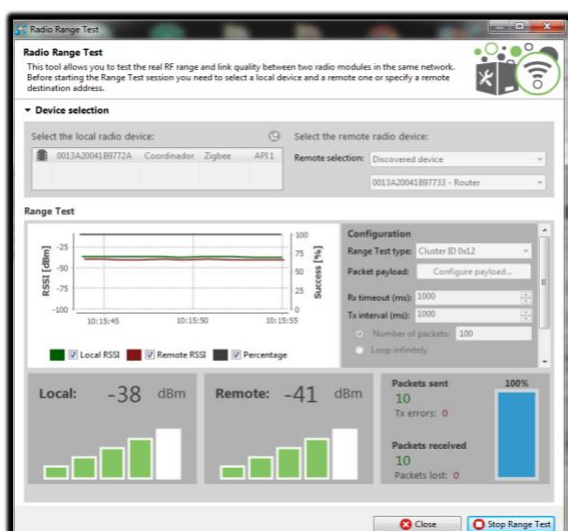 Radio Range Test
Radio Range Test
This tool allows you to test the real RF range and link quality between two radio modules in the same network.
Before starting the Range Test session you need to select a local device and a remote one or specify a remote
destination address.
Device selection
Select the local radio device:
0013A20041B9772A Coordinador Zigbee API 1
Select the remote radio device:
Remote selection: Discovered device
0013A20041B97733 - Router
Range Test
RSSI [dBm]
-25
-50
-75
-100
100
75
50
25
0
Success [%]
10:15:45 10:15:50 10:15:55
Local RSSI Remote RSSI Percentage
Configuration
Range Test type: Cluster ID 0x12
Packet payload: Configure payload...
Rx timeout (ms): 1000
Tx interval (ms): 1000
Number of packets: 100
Loop infinitely
Local: -38 dBm
Remote: -41 dBm
Packets sent
10
Tx errors: 0
Packets received
10
Packets lost: 0
100%
Close
Stop Range Test